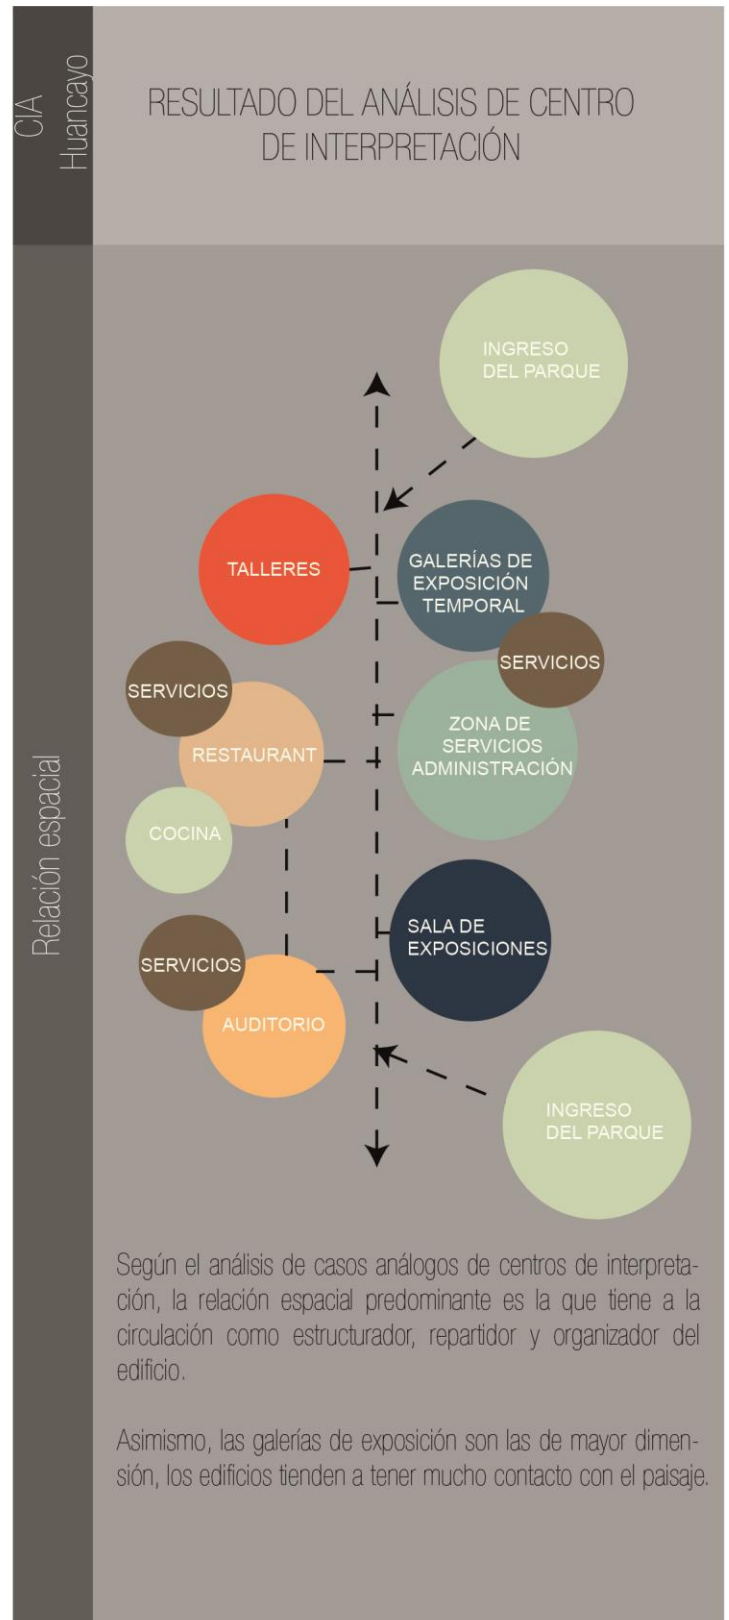 CIA
Huancayo
RESULTADO DEL ANÁLISIS DE CENTRO
DE INTERPRETACIÓN
Relación espacial
INGRESO
DEL PARQUE
TALLERES
GALERÍAS DE
EXPOSICIÓN
TEMPORAL
SERVICIOS
SERVICIOS
RESTAURANT
ZONA DE
SERVICIOS
ADMINISTRACIÓN
COCINA
SALA DE
EXPOSICIONES
SERVICIOS
AUDITORIO
INGRESO
DEL PARQUE
Según el análisis de casos análogos de centros de interpreta-
ción, la relación espacial predominante es la que tiene a la
circulación como estructurador, repartidor y organizador del
edificio.
Asimismo, las galerías de exposición son las de mayor dimen-
sión, los edificios tienden a tener mucho contacto con el paisaje.